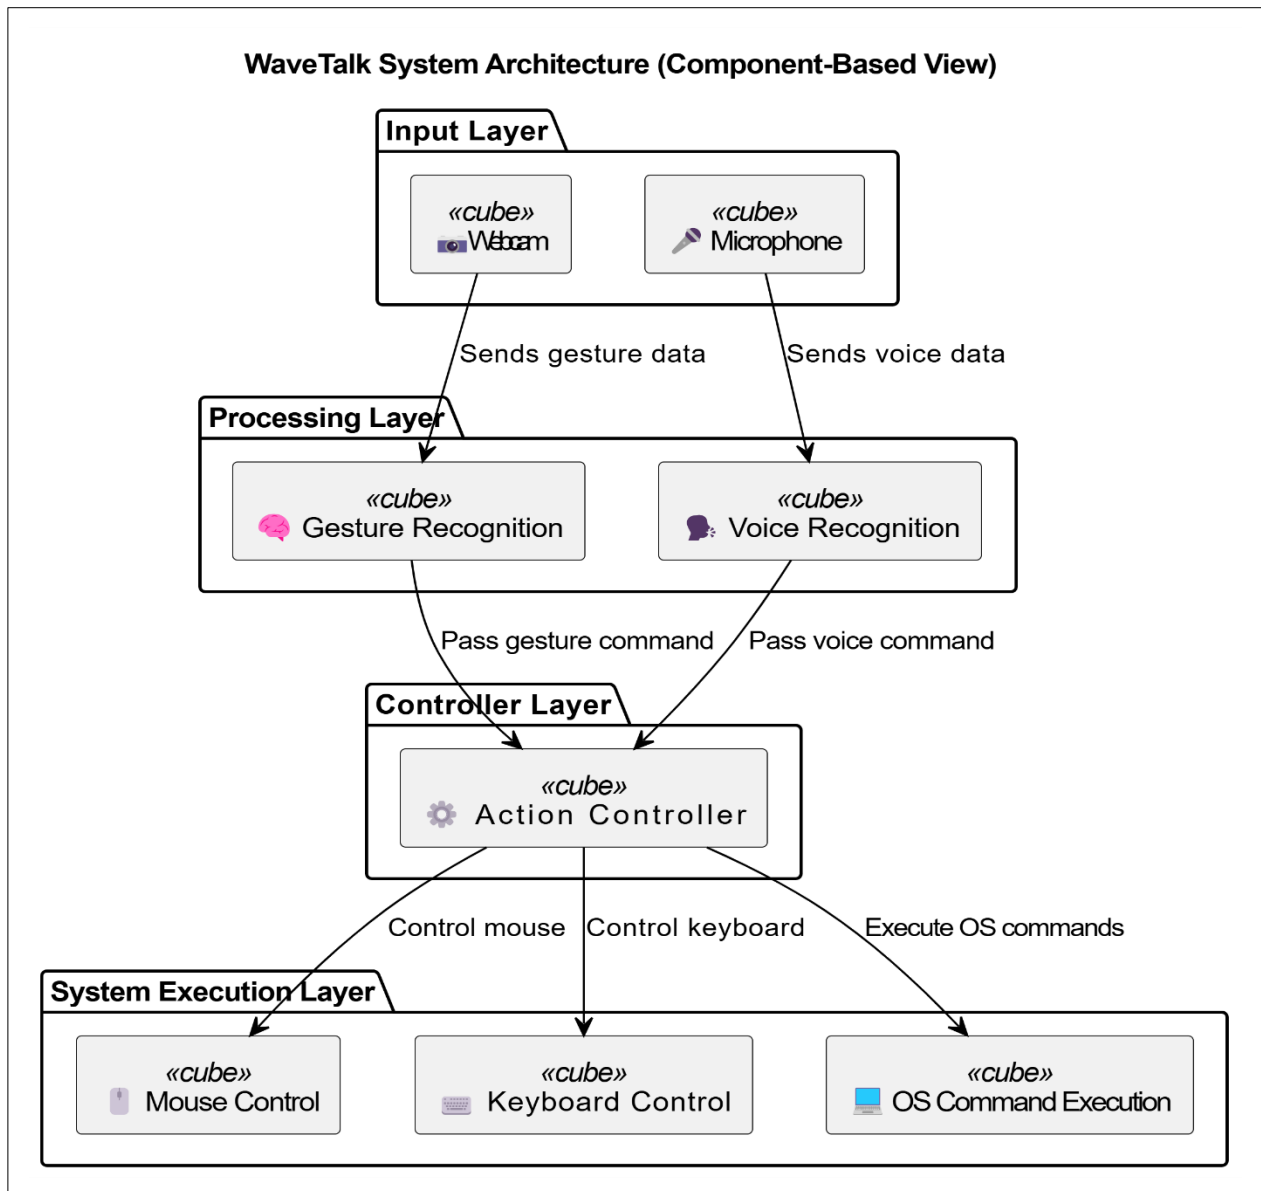 WaveTalk System Architecture (Component-Based View)
Input Layer
«cube»
Webcam
«cube»
Microphone
Sends gesture data
Sends voice data
Processing Layer
«cube»
Gesture Recognition
«cube»
Voice Recognition
Pass gesture command
Pass voice command
Controller Layer
«cube»
Action Controller
Control mouse
Control keyboard
Execute OS commands
System Execution Layer
«cube»
Mouse Control
«cube»
Keyboard Control
«cube»
OS Command Execution